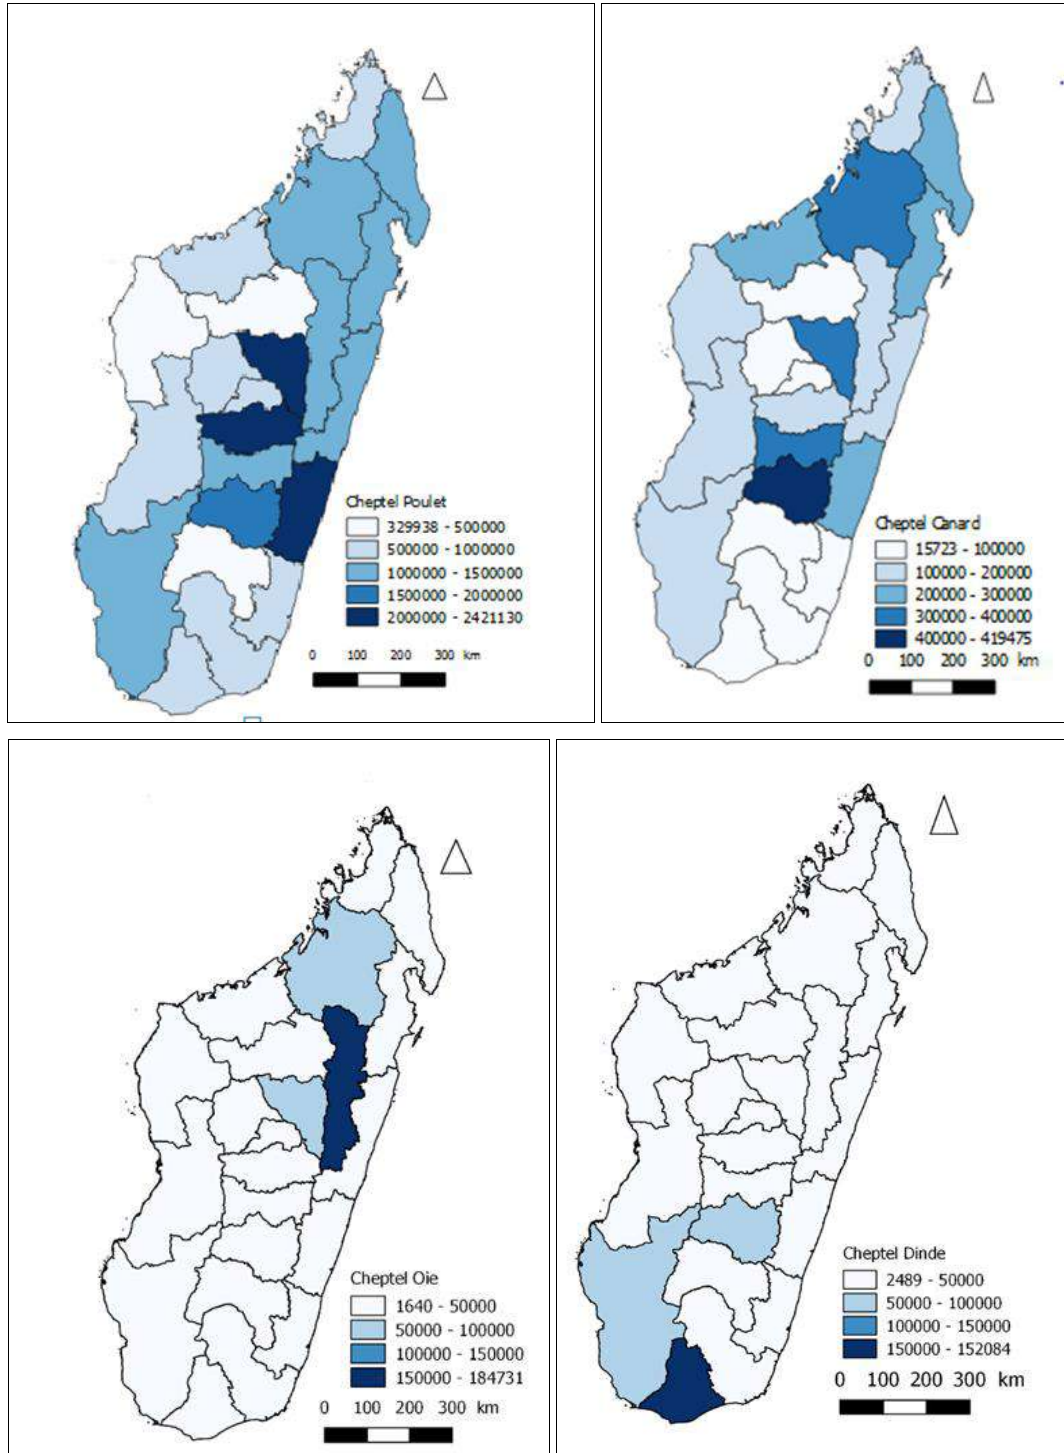 Cheptel Poulet
329938 - 500000
500000 - 1000000
1000000 - 1500000
1500000 - 2000000
2000000 - 2421130
0 100 200 300 km
Cheptel Canard
15723 - 100000
100000 - 200000
200000 - 300000
300000 - 400000
400000 - 419475
0 100 200 300 km
Cheptel Oie
1640 - 50000
50000 - 100000
100000 - 150000
150000 - 184731
0 100 200 300 km
Cheptel Dinde
2489 - 50000
50000 - 100000
100000 - 150000
150000 - 152084
0 100 200 300 km